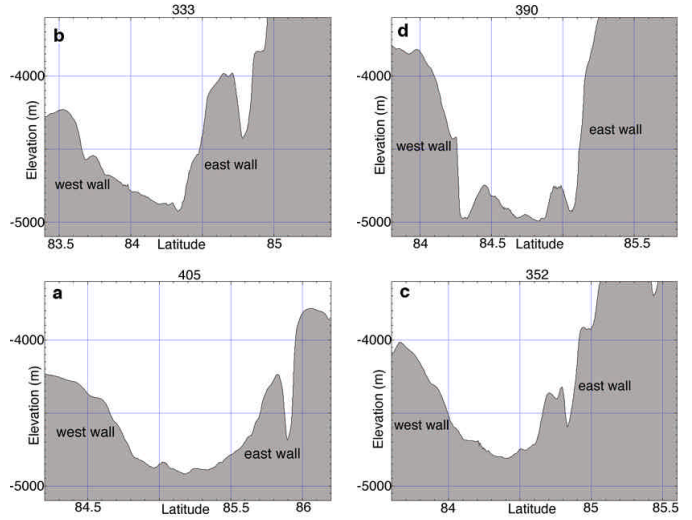 333
b
-4000
-5000
Elevation (m)
west wall
east wall
83.5 84 Latitude 85
390
d
-4000
-5000
Elevation (m)
west wall
east wall
84 84.5 Latitude 85.5
405
a
-4000
-5000
Elevation (m)
west wall
east wall
84.5 Latitude 85.5 86
352
c
-4000
-5000
Elevation (m)
west wall
east wall
84 Latitude 85 85.5